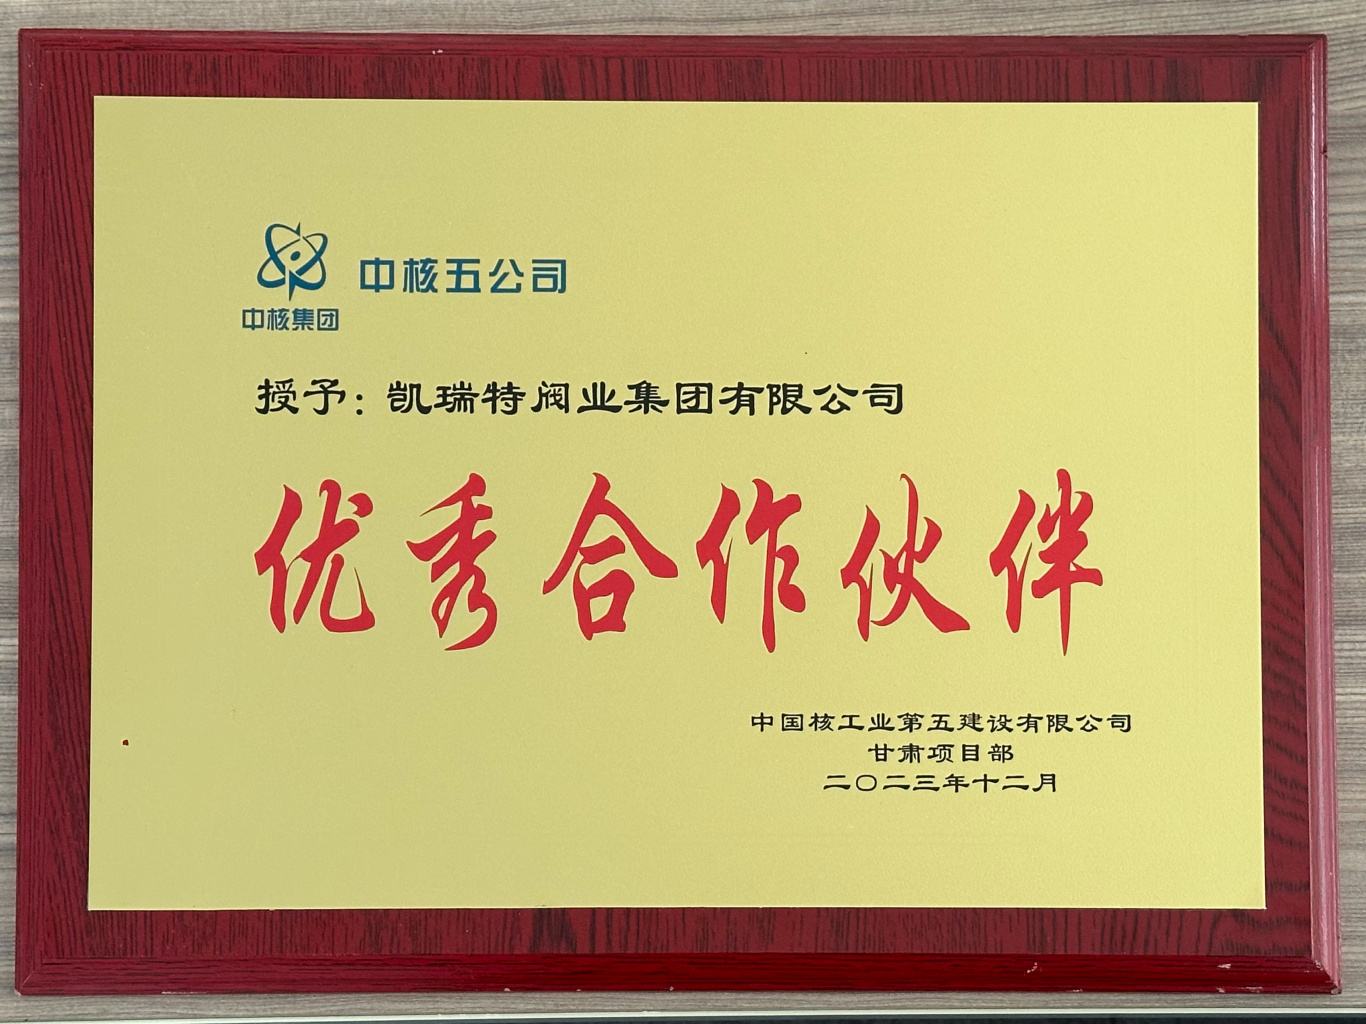 中核五公司
中核集团
授予：凯瑞特阀业集团有限公司
优秀合作伙伴
中国核工业第五建设有限公司
甘肃项目部
二〇二三年十二月